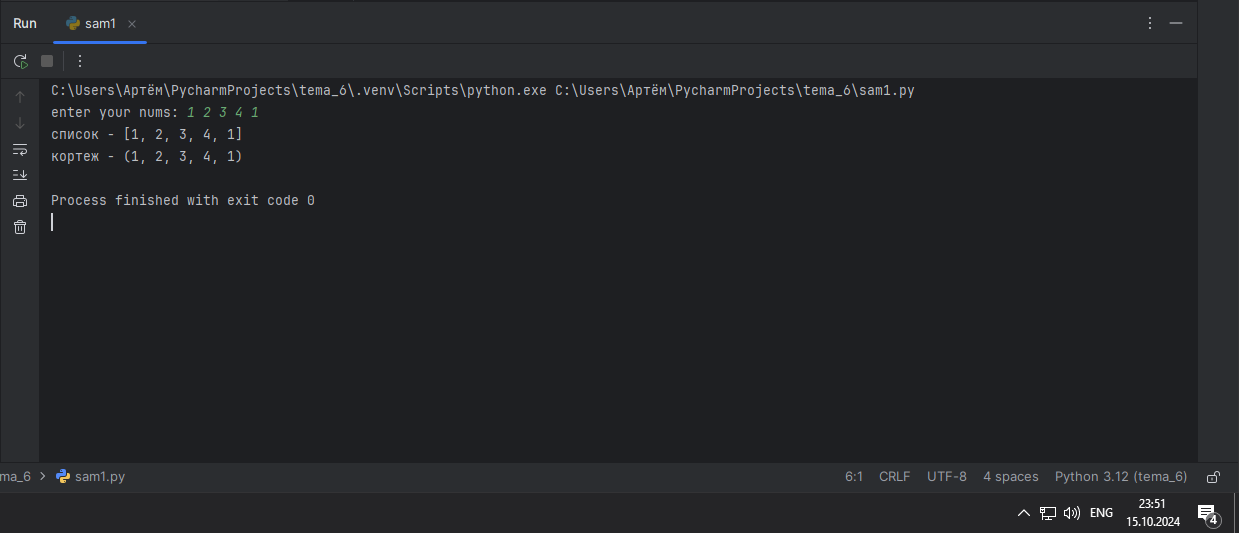 Run sam1
C:\Users\Артём\PycharmProjects\tema_6\.venv\Scripts\python.exe C:\Users\Артём\PycharmProjects\tema_6\sam1.py
enter your nums: 1 2 3 4 1
список - [1, 2, 3, 4, 1]
кортеж - (1, 2, 3, 4, 1)
Process finished with exit code 0
ma_6 > sam1.py 6:1 CRLF UTF-8 4 spaces Python 3.12 (tema_6)
23:51
ENG
15.10.2024
4